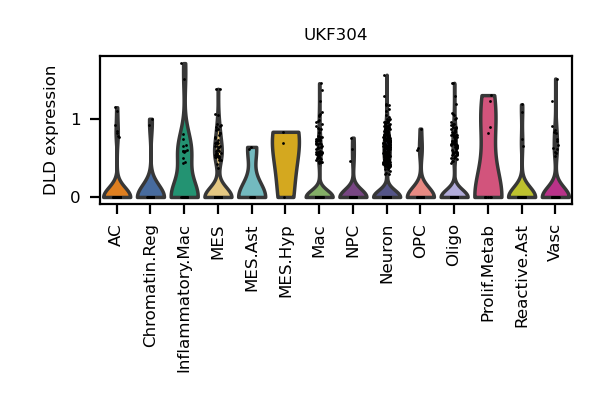 UKF304
DLD expression
1
0
AC
Chromatin.Reg
Inflammatory.Mac
MES
MES.Ast
MES.Hyp
Mac
NPC
Neuron
OPC
Oligo
Prolif.Metab
Reactive.Ast
Vasc